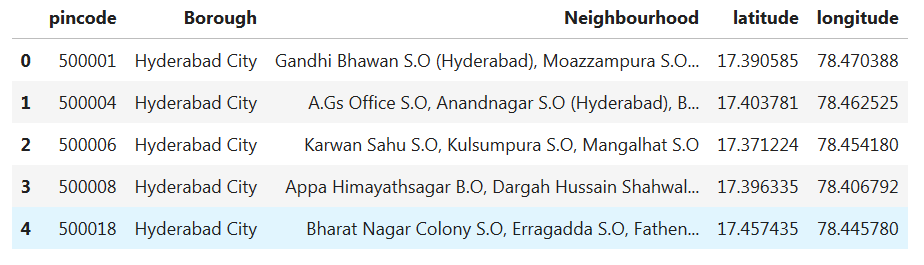 pincode Borough Neighbourhood latitude longitude
0 500001 Hyderabad City Gandhi Bhawan S.O (Hyderabad), Moazzampura S.O... 17.390585 78.470388
1 500004 Hyderabad City A.Gs Office S.O, Anandnagar S.O (Hyderabad), B... 17.403781 78.462525
2 500006 Hyderabad City Karwan Sahu S.O, Kulsumpura S.O, Mangalhat S.O 17.371224 78.454180
3 500008 Hyderabad City Appa Himayathsagar B.O, Dargah Hussain Shahwal... 17.396335 78.406792
4 500018 Hyderabad City Bharat Nagar Colony S.O, Erragadda S.O, Fathen... 17.457435 78.445780